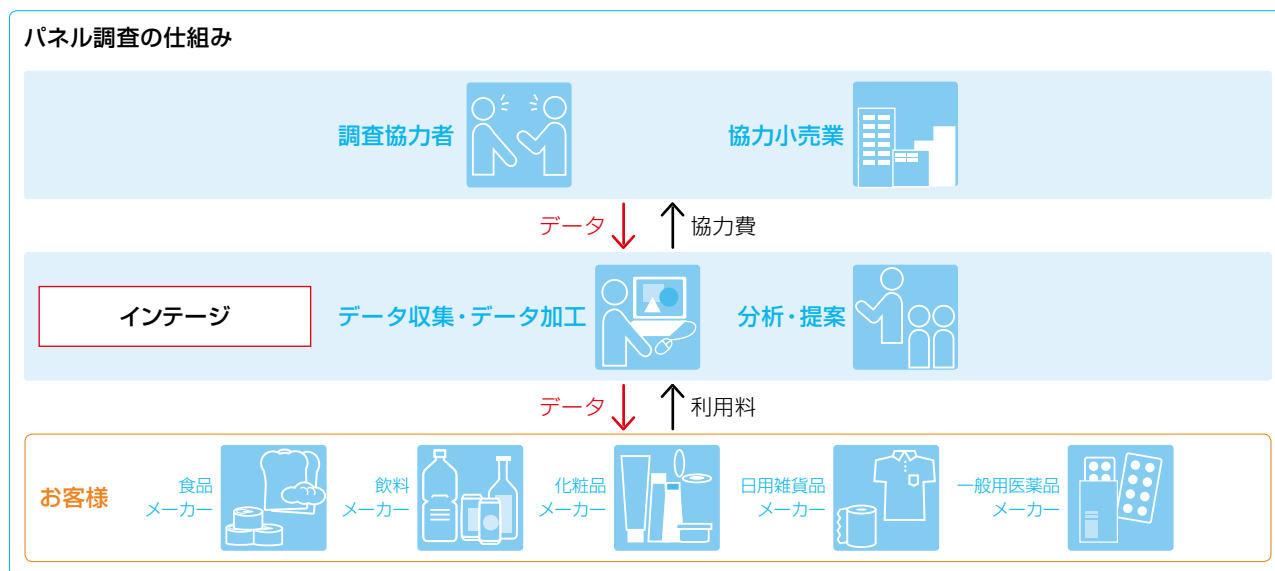 パネル調査の仕組み
調査協力者
協力小売業
データ
協力費
インテージ
データ収集・データ加工
分析・提案
データ
利用料
お客様
食品
メーカー
飲料
メーカー
化粧品
メーカー
日用雑貨品
メーカー
一般用医薬品
メーカー